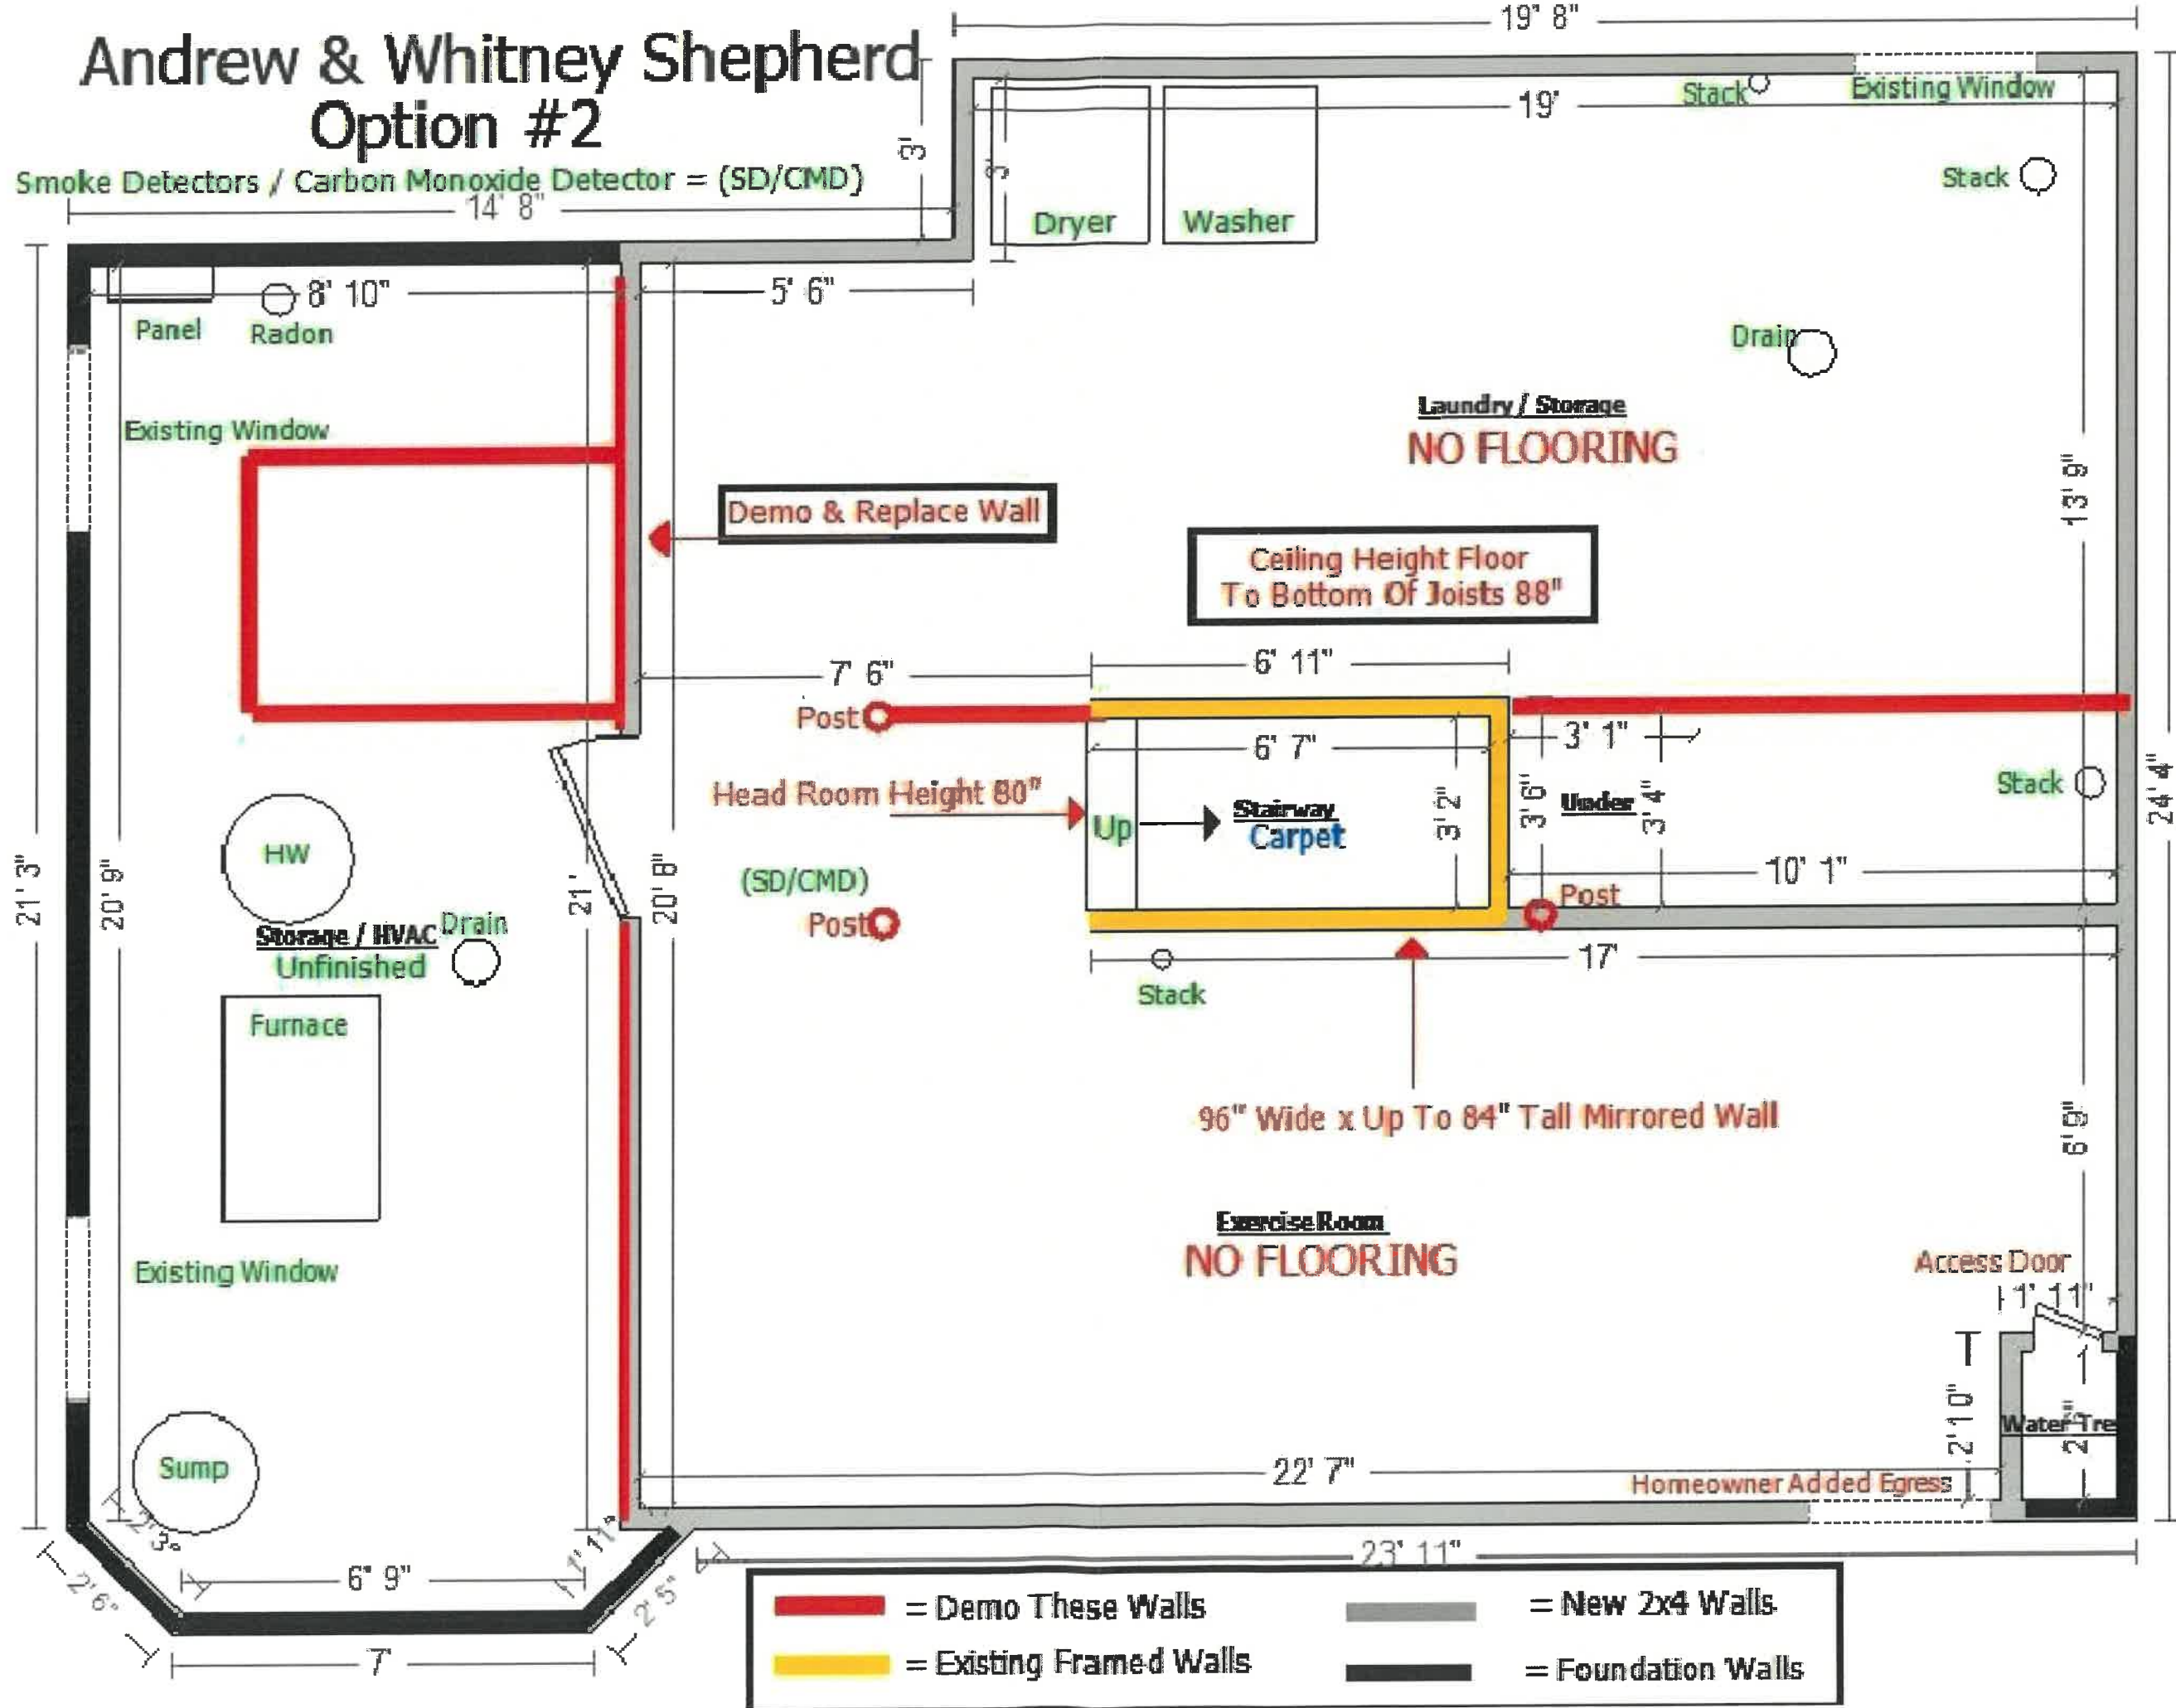 19' 8"
Andrew & Whitney Shepherd
Option #2
Smoke Detectors / Carbon Monoxide Detector = (SD/CMD)
14' 8"
3'
3'
19'
Stack
Existing Window
Stack
Dryer
Washer
8' 10"
5' 6"
Panel
Radon
Drain
Existing Window
Laundry / Storage
NO FLOORING
13' 9"
Demo & Replace Wall
Ceiling Height Floor
To Bottom Of Joists 88"
7' 6"
6' 11"
Post
6' 7"
3' 1"
Head Room Height 80"
Up
Stairway
Carpet
3' 2"
3' 6"
Under
3' 4"
Stack
24' 4"
HW
(SD/CMD)
10' 1"
Post
Post
21' 3"
20' 9"
21'
20' 8"
Storage / HVAC
Unfinished
Drain
17'
Stack
Furnace
96" Wide x Up To 84" Tall Mirrored Wall
Exercise Room
NO FLOORING
Existing Window
Access Door
1' 11"
2' 10"
Water Tre
Sump
22' 7"
Homeowner Added Egress
2' 3"
1' 11"
6' 9"
2' 6"
2' 5"
7'
23' 11"
= Demo These Walls
= New 2x4 Walls
= Existing Framed Walls
= Foundation Walls